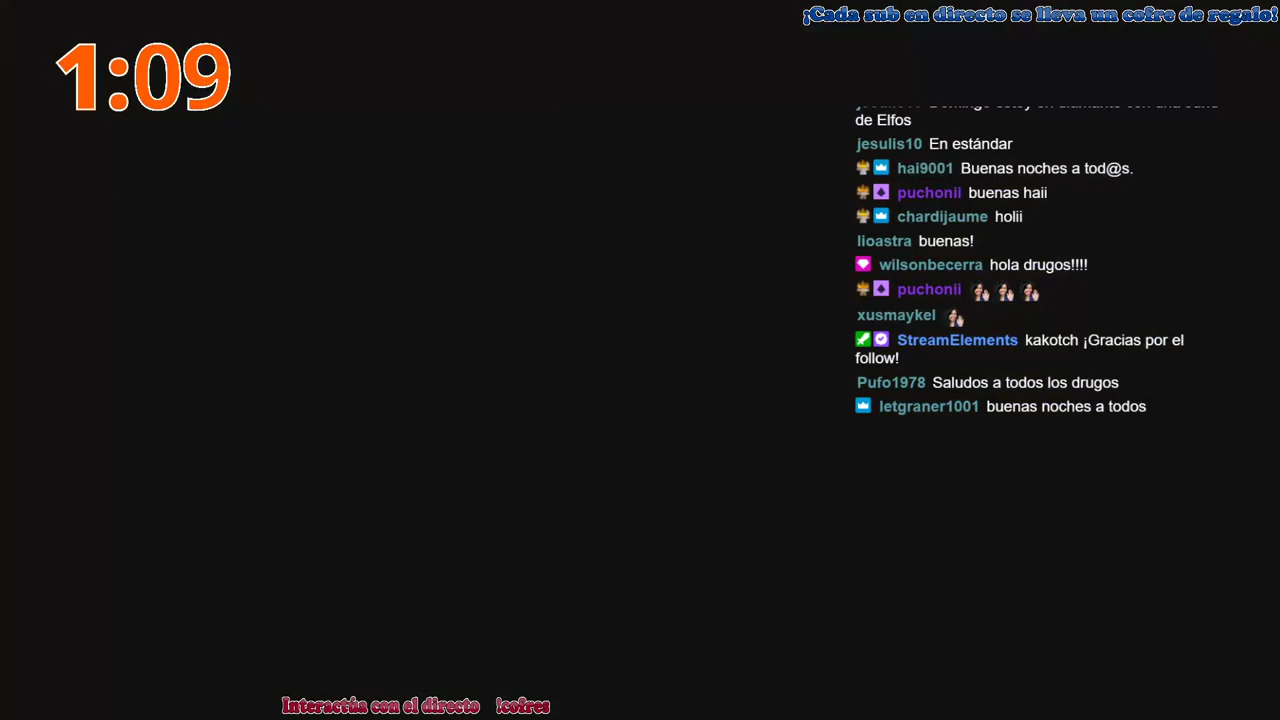 ¡Cada sub en directo se lleva un cofre de regalo!
1:09
de Elfos
jesulis10 En estándar
hai9001 Buenas noches a tod@s.
puchonii buenas haii
chardijaume holii
lioastra buenas!
wilsonbecerra hola drugos!!!!
puchonii
xusmaykel
StreamElements kakotch ¡Gracias por el
follow!
Pufo1978 Saludos a todos los drugos
letgraner1001 buenas noches a todos
Interactúa con el directo !cofres